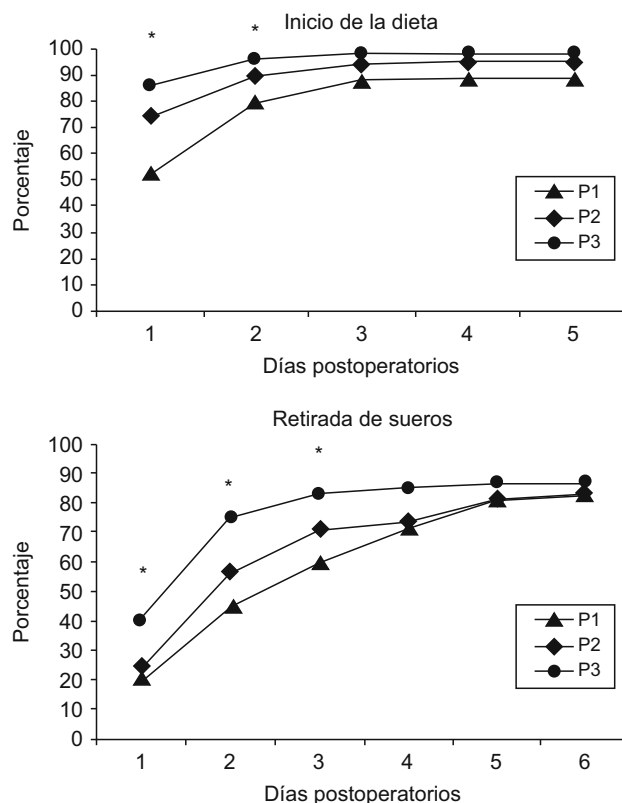 Inicio de la dieta
* *
100
90
80
70
60
50
40
30
20
10
0
Porcentaje
P1
P2
P3
1 2 3 4 5
Días postoperatorios
Retirada de sueros
* * *
100
90
80
70
60
50
40
30
20
10
0
Porcentaje
P1
P2
P3
1 2 3 4 5 6
Días postoperatorios